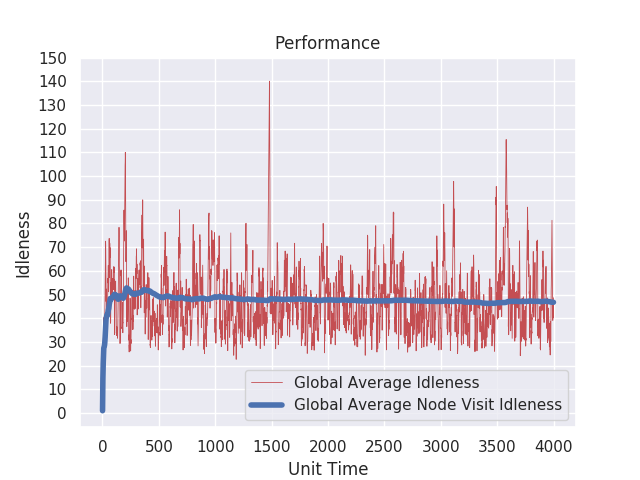 Performance
150
140
130
120
110
100
90
80
70
60
50
40
30
20
10
0
Idleness
Global Average Idleness
Global Average Node Visit Idleness
0 500 1000 1500 2000 2500 3000 3500 4000
Unit Time